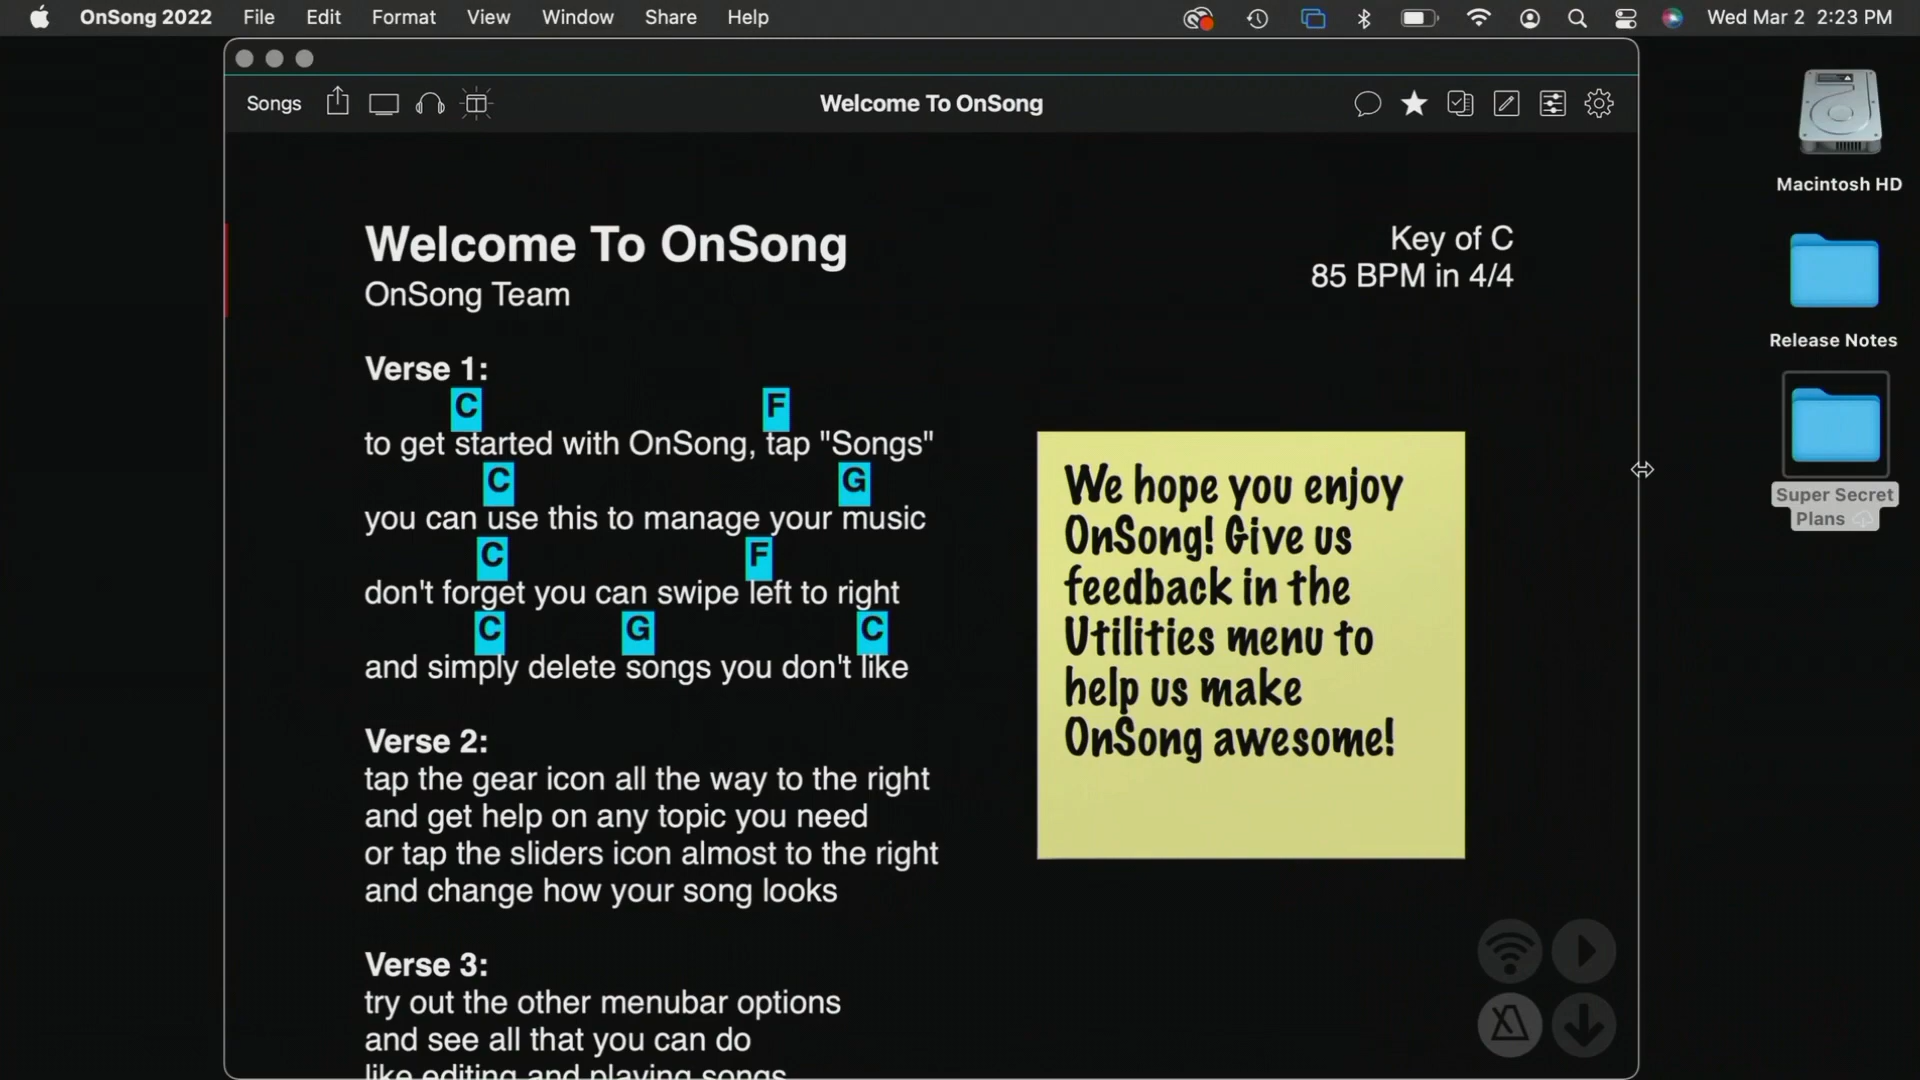 OnSong 2022 File Edit Format View Window Share Help Wed Mar 2 2:23 PM
Songs Welcome To OnSong
Welcome To OnSong
OnSong Team
Key of C
85 BPM in 4/4
Verse 1:
C F
to get started with OnSong, tap "Songs"
C G
you can use this to manage your music
C F
don't forget you can swipe left to right
C G C
and simply delete songs you don't like
Verse 2:
tap the gear icon all the way to the right
and get help on any topic you need
or tap the sliders icon almost to the right
and change how your song looks
Verse 3:
try out the other menubar options
and see all that you can do
like editing and playing songs
We hope you enjoy
OnSong! Give us
feedback in the
Utilities menu to
help us make
OnSong awesome!
Macintosh HD
Release Notes
Super Secret
Plans